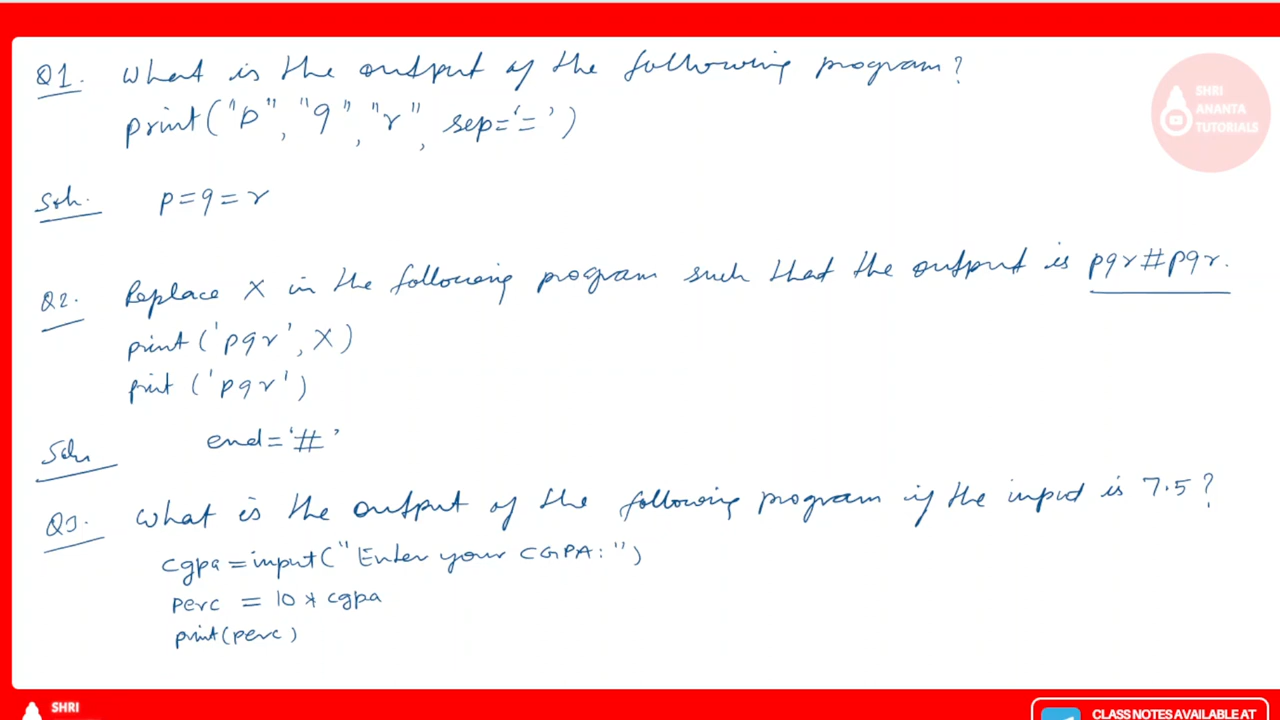 SHRI
ANANTA
TUTORIALS
Q1. What is the output of the following program?
print("p", "q", "r", sep='=')
Soln. p=q=r
Q2. Replace X in the following program such that the output is pqr#pqr.
print('pqr', X)
print('pqr')
Soln end='#'
Q3. What is the output of the following program if the input is 7.5?
cgpa=input("Enter your CGPA:")
perc = 10 * cgpa
print(perc)
SHRI
CLASS NOTES AVAILABLE AT